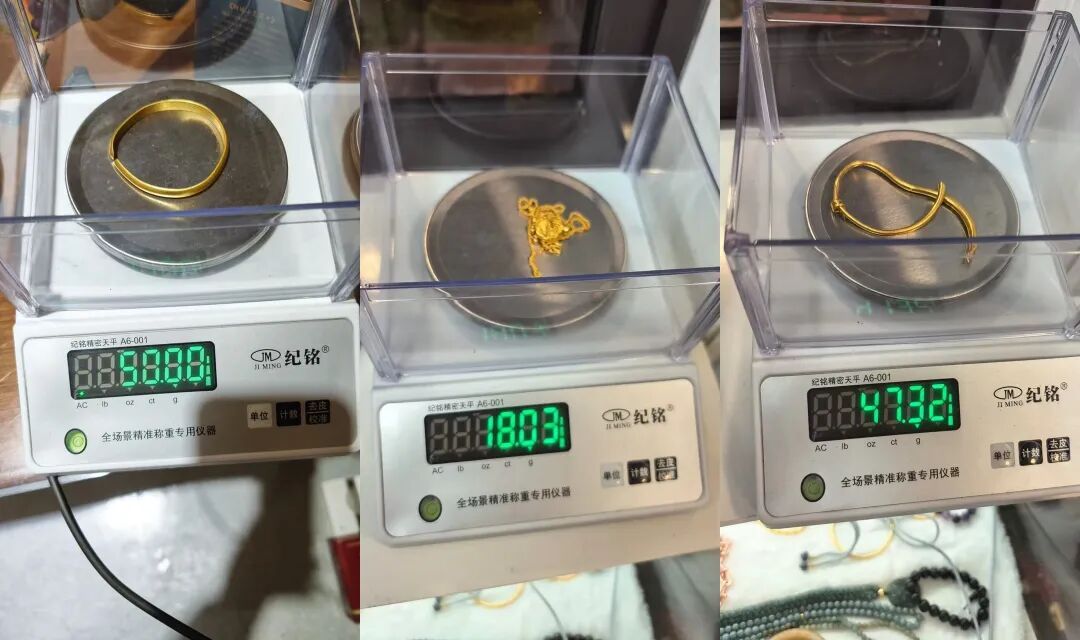 纪铭精密天平 A6-001
50.00
AC lb oz ct g
JM
JI MING
纪铭®
单位 计数 去皮 校准
全场景精准称重专用仪器
纪铭精密天平 A6-001
18.03
AC lb oz ct g
JM
JI MING
纪铭®
单位 计数 去皮 校准
全场景精准称重专用仪器
纪铭精密天平 A6-001
47.32
AC lb oz ct g
JM
JI MING
纪铭®
单位 计数 去皮 校准
全场景精准称重专用仪器